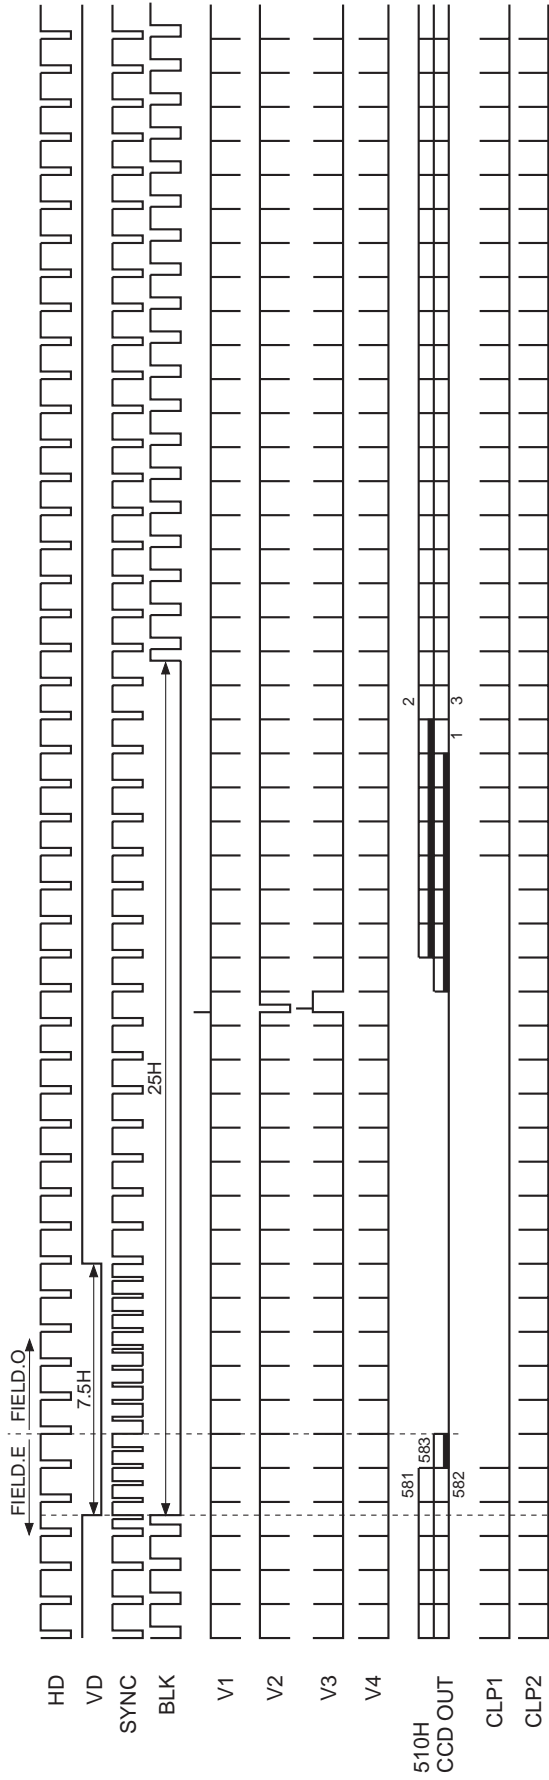 FIELD.E FIELD.O
HD
VD
7.5H
SYNC
BLK
25H
V1
V2
V3
V4
510H
CCD OUT
581
583
582
2
1
3
CLP1
CLP2